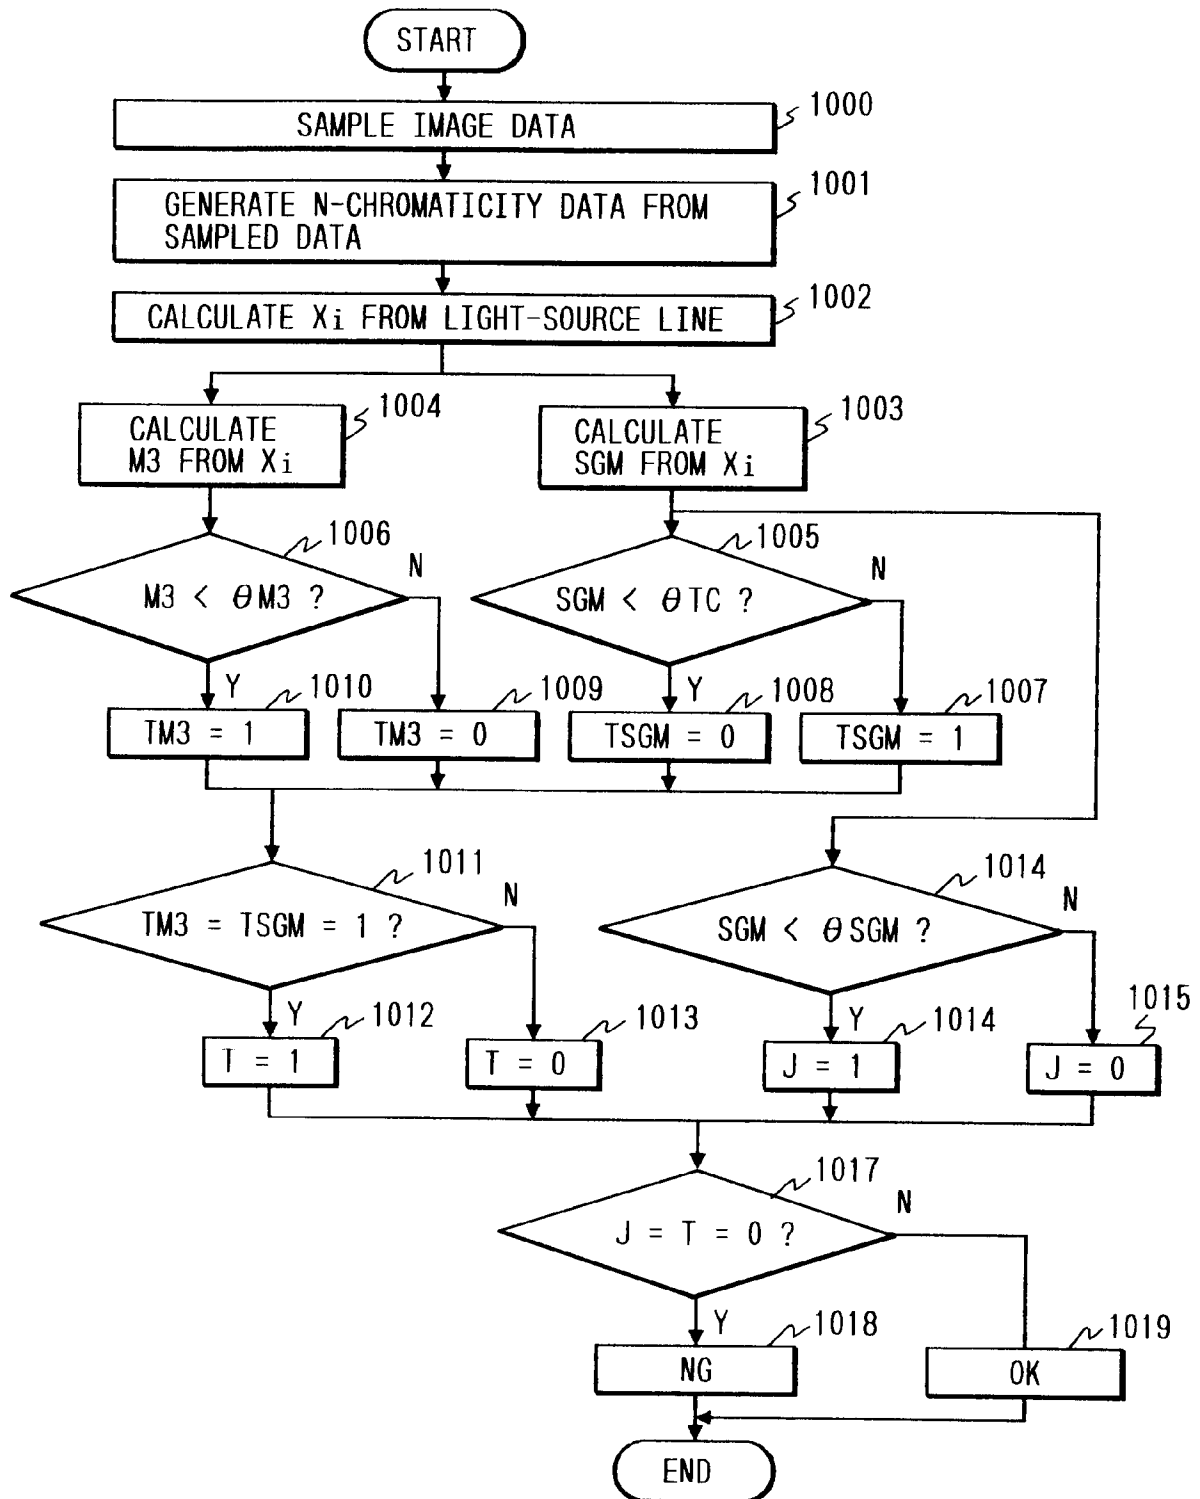 START
1000
SAMPLE IMAGE DATA
1001
GENERATE N-CHROMATICITY DATA FROM
SAMPLED DATA
1002
CALCULATE Xi FROM LIGHT-SOURCE LINE
1004
CALCULATE
M3 FROM Xi
1003
CALCULATE
SGM FROM Xi
1006
N
M3 < θM3 ?
Y
1005
N
SGM < θTC ?
Y
1010
TM3 = 1
1009
TM3 = 0
1008
TSGM = 0
1007
TSGM = 1
1011
N
TM3 = TSGM = 1 ?
Y
1014
N
SGM < θSGM ?
Y
1012
T = 1
1013
T = 0
1014
J = 1
1015
J = 0
1017
N
J = T = 0 ?
Y
1018
NG
1019
OK
END